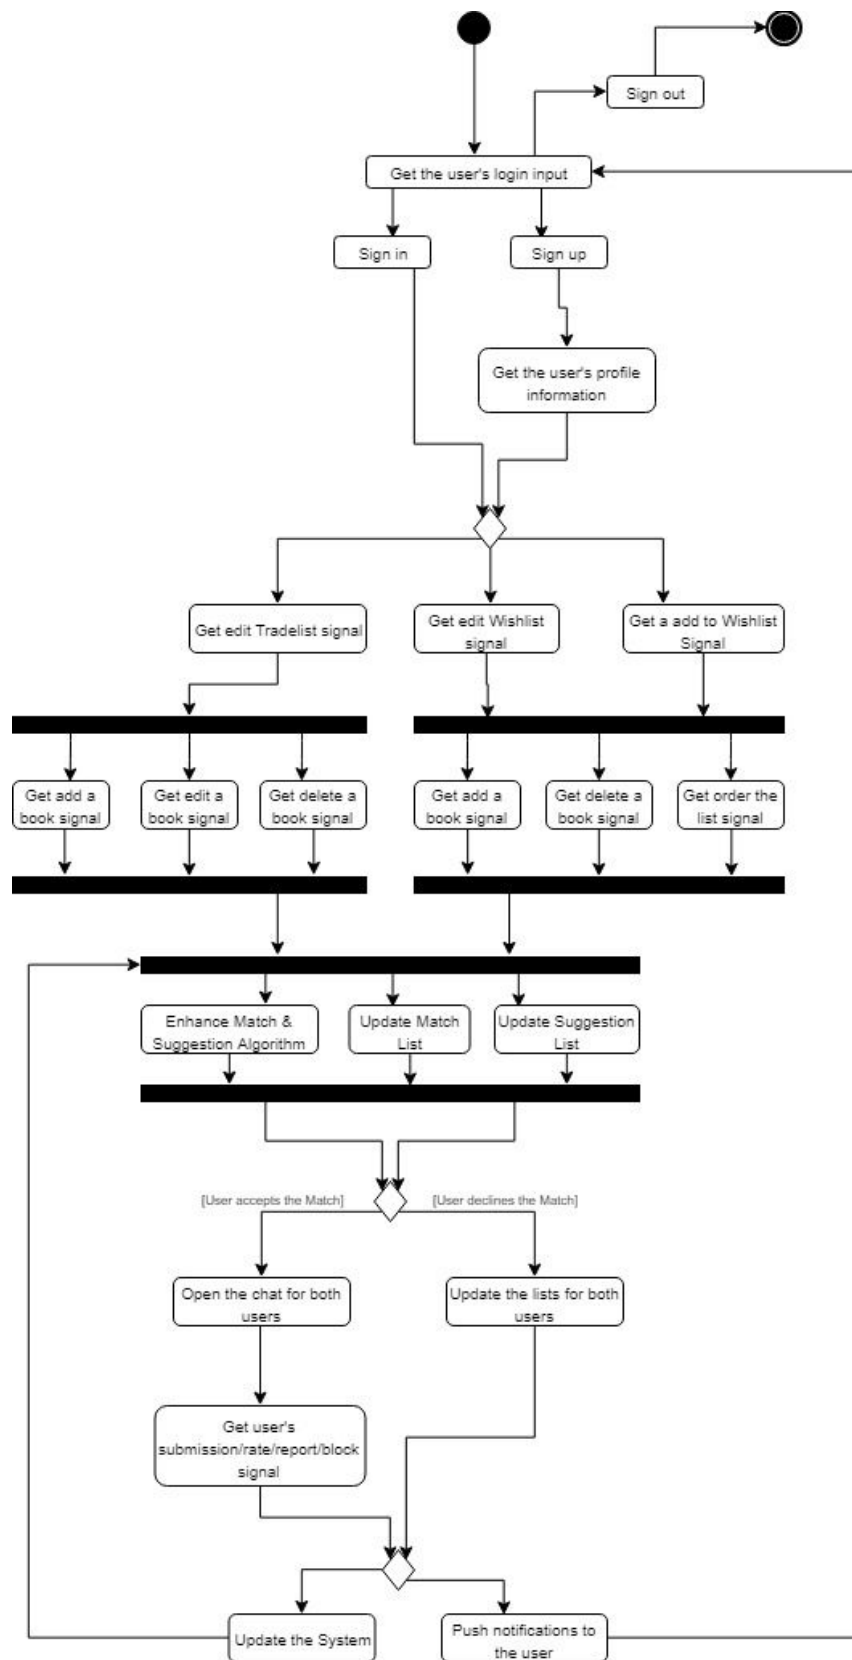 Sign out
Get the user's login input
Sign in
Sign up
Get the user's profile
information
Get edit Tradelist signal
Get edit Wishlist
signal
Get a add to Wishlist
Signal
Get add a
book signal
Get edit a
book signal
Get delete a
book signal
Get add a
book signal
Get delete a
book signal
Get order the
list signal
Enhance Match &
Suggestion Algorithm
Update Match
List
Update Suggestion
List
[User accepts the Match]
[User declines the Match]
Open the chat for both
users
Update the lists for both
users
Get user's
submission/rate/report/block
signal
Update the System
Push notifications to
the user